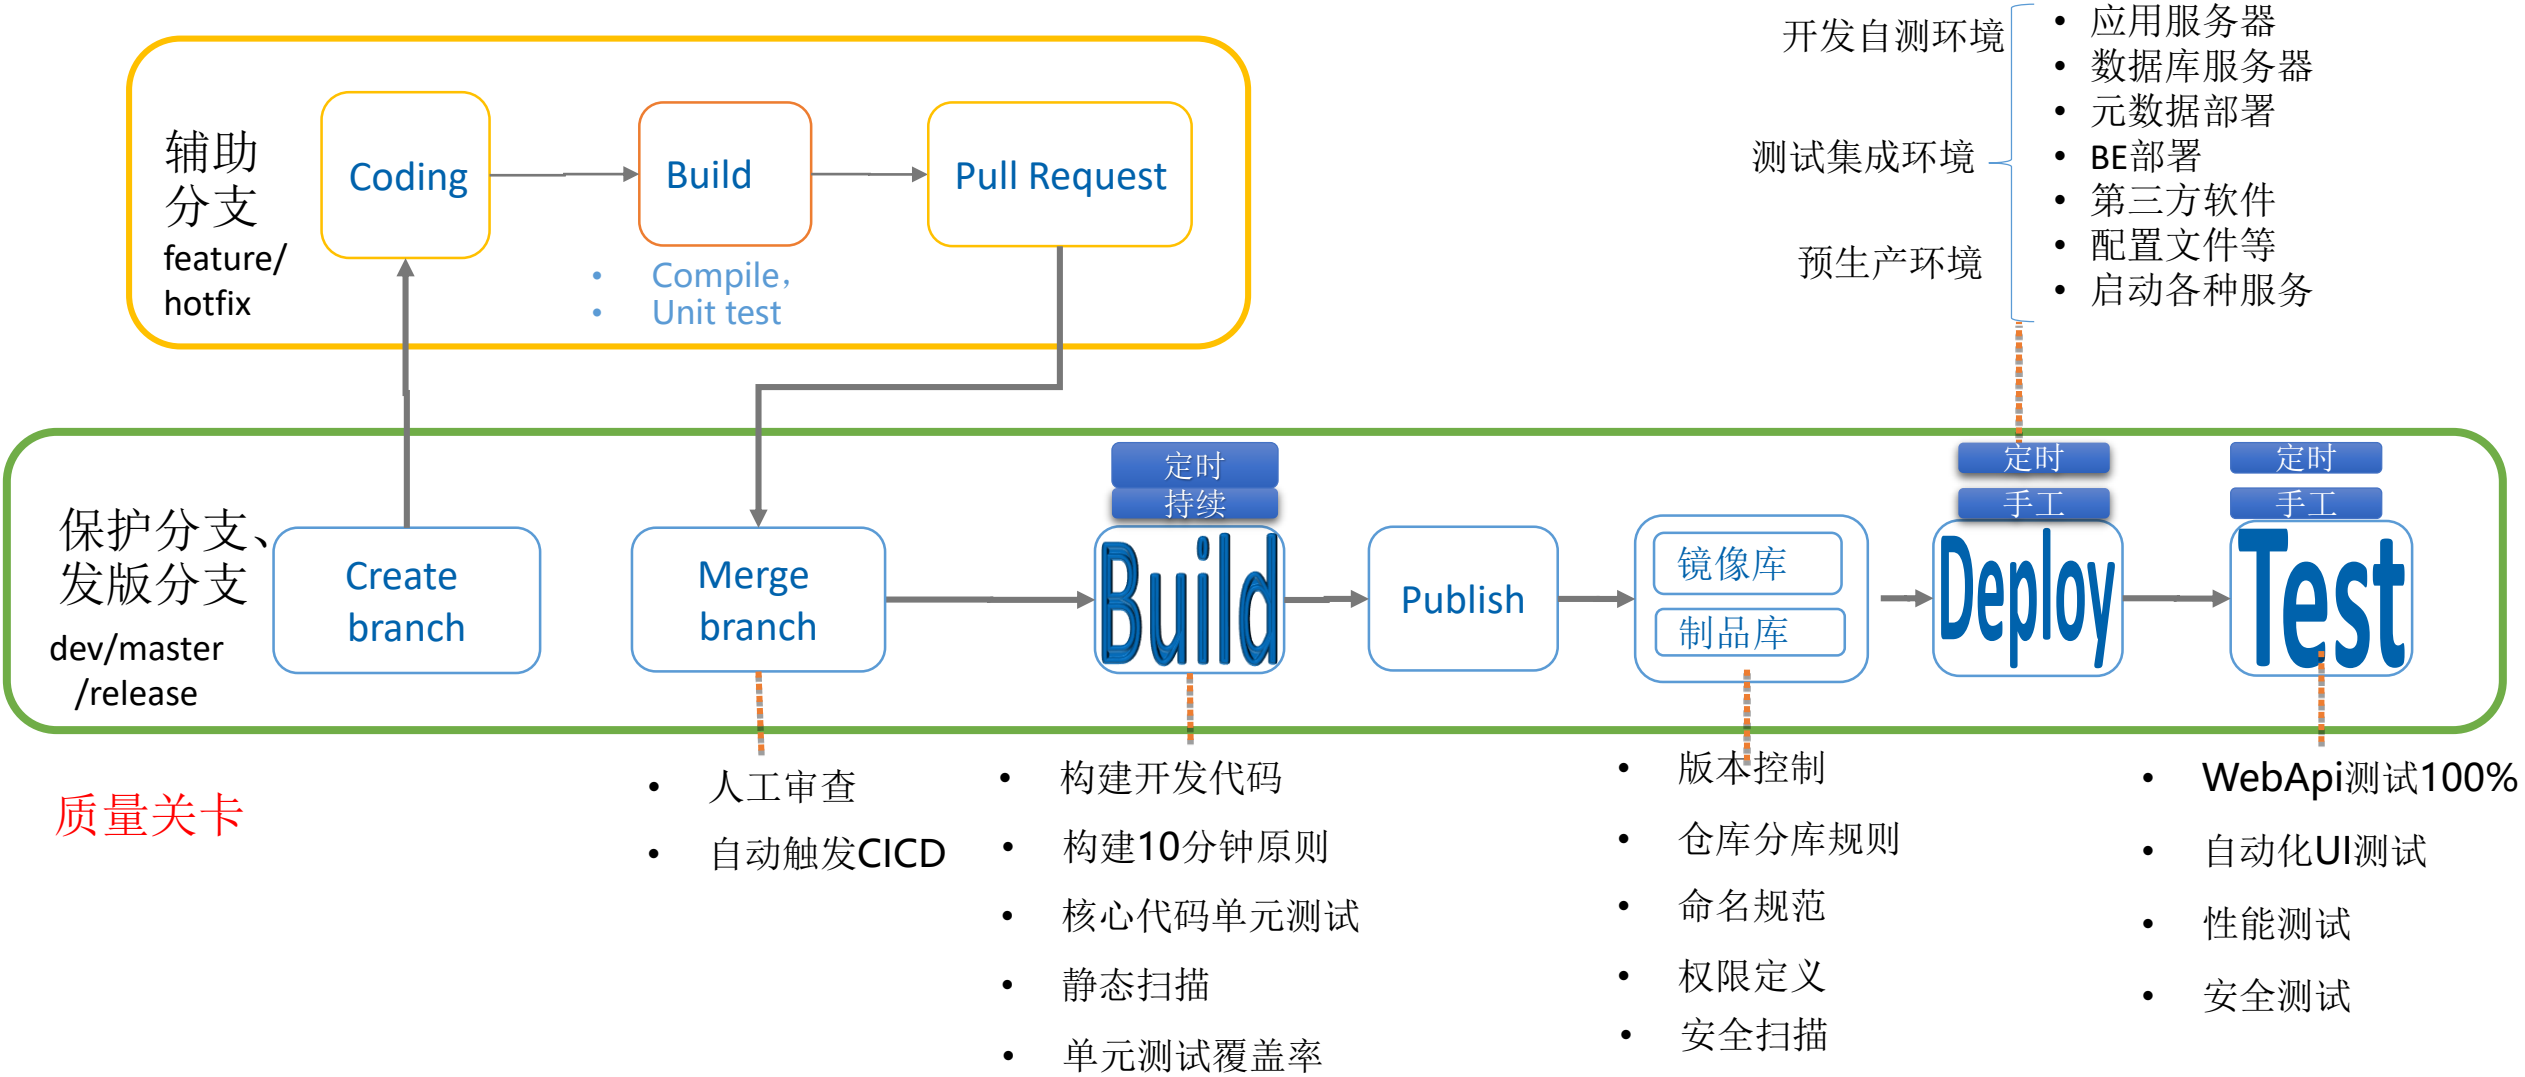 辅助
分支
feature/
hotfix
Coding
Build
Pull Request
• Compile，
• Unit test
开发自测环境
测试集成环境
预生产环境
• 应用服务器
• 数据库服务器
• 元数据部署
• BE部署
• 第三方软件
• 配置文件等
• 启动各种服务
保护分支、
发版分支
dev/master
/release
Create
branch
Merge
branch
定时
持续
Build
Publish
镜像库
制品库
定时
手工
Deploy
定时
手工
Test
质量关卡
• 人工审查
• 自动触发CICD
• 构建开发代码
• 构建10分钟原则
• 核心代码单元测试
• 静态扫描
• 单元测试覆盖率
• 版本控制
• 仓库分库规则
• 命名规范
• 权限定义
• 安全扫描
• WebApi测试100%
• 自动化UI测试
• 性能测试
• 安全测试